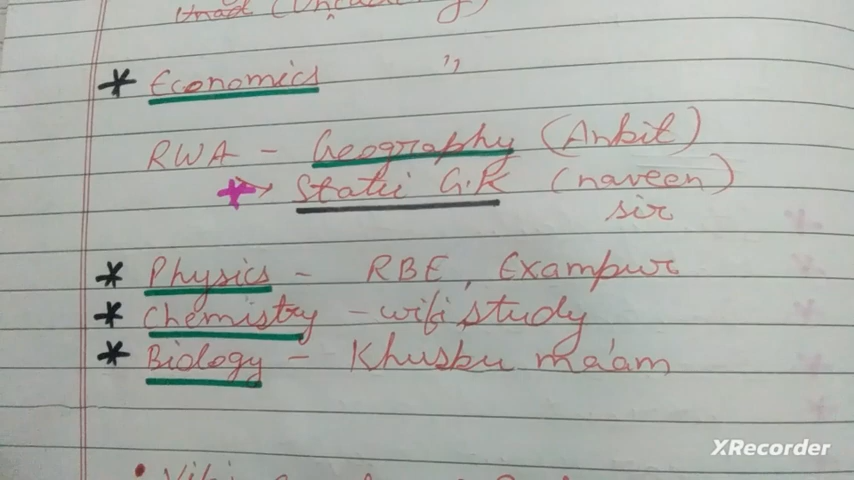 * Economics "
RWA - Geography (Ankit)
* → Static G.K (naveen)
sir
* Physics - RBE, Exampur
* Chemistry - wifi study
* Biology - Khusbu ma'am
XRecorder